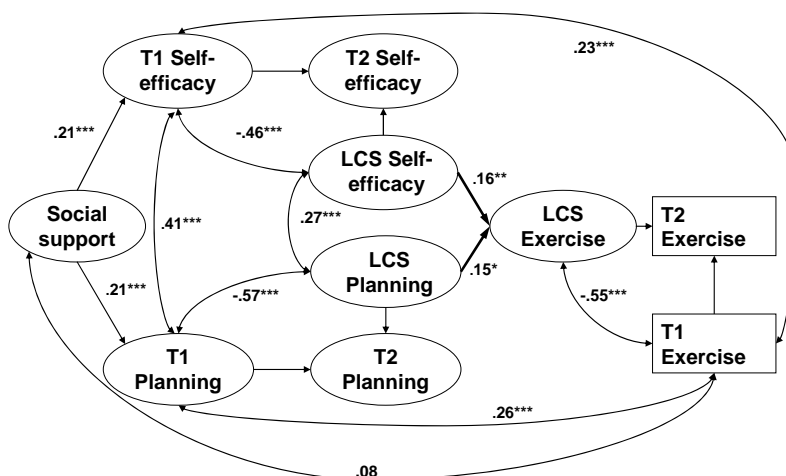 T1 Self-
efficacy
T2 Self-
efficacy
.23***
.21***
-.46***
LCS Self-
efficacy
.16**
Social
support
.41***
.27***
LCS
Exercise
T2
Exercise
LCS
Planning
.15*
.21***
-.57***
-.55***
T1
Planning
T2
Planning
T1
Exercise
.26***
.08